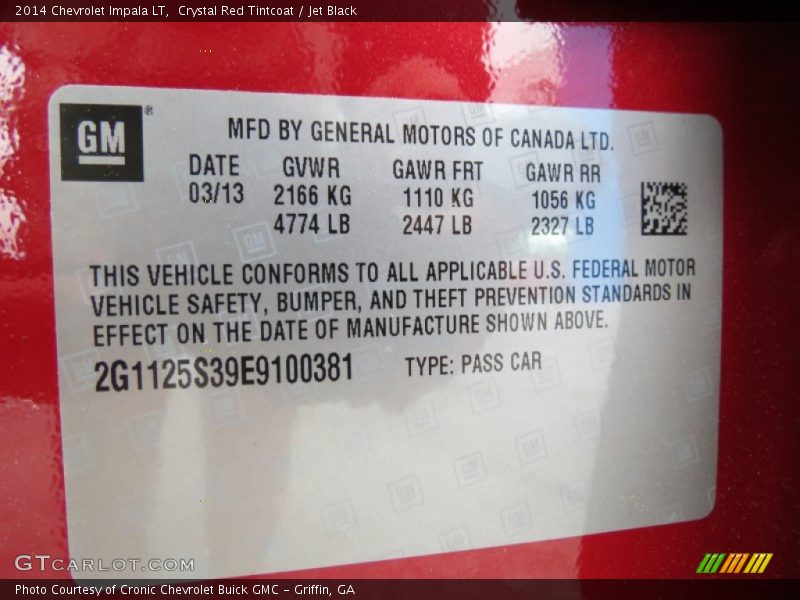 2014 Chevrolet Impala LT, Crystal Red Tintcoat / Jet Black
GM®
MFD BY GENERAL MOTORS OF CANADA LTD.
DATE GVWR GAWR FRT GAWR RR
03/13 2166 KG 1110 KG 1056 KG
4774 LB 2447 LB 2327 LB
THIS VEHICLE CONFORMS TO ALL APPLICABLE U.S. FEDERAL MOTOR
VEHICLE SAFETY, BUMPER, AND THEFT PREVENTION STANDARDS IN
EFFECT ON THE DATE OF MANUFACTURE SHOWN ABOVE.
2G1125S39E9100381 TYPE: PASS CAR
GTCARLOT.COM
Photo Courtesy of Cronic Chevrolet Buick GMC – Griffin, GA